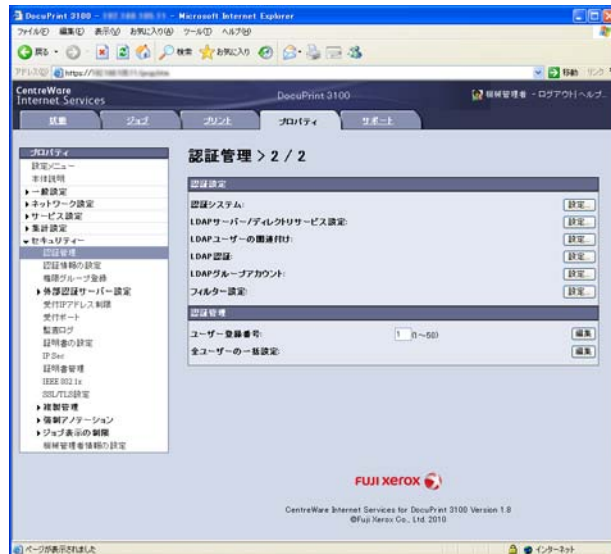 DocuPrint 3100 - Microsoft Internet Explorer
ファイル(F) 編集(E) 表示(V) お気に入り(A) ツール(T) ヘルプ(H)
戻る 検索 お気に入り
アドレス(D) https:// 移動 リンク
CentreWare
Internet Services
DocuPrint 3100
機械管理者 - ログアウト ヘルプ
状態 ジョブ プリント プロパティ サポート
プロパティ
設定メニュー
本体説明
一般設定
ネットワーク設定
サービス設定
集計設定
セキュリティー
認証管理
認証情報の設定
権限グループ登録
外部認証サーバー設定
受付IPアドレス制限
受付ポート
監査ログ
証明書の設定
IP Sec
証明書管理
IEEE 802.1x
SSL/TLS設定
複製管理
強制アノテーション
ジョブ表示の制限
機械管理者情報の設定
認証管理 > 2 / 2
認証設定
認証システム: 設定...
LDAPサーバー/ディレクトリサービス設定: 設定...
LDAPユーザーの関連付け: 設定...
LDAP認証: 設定...
LDAPグループアカウント: 設定...
フィルター設定: 設定...
認証管理
ユーザー登録番号: 1 (1~50) 編集
全ユーザーの一括設定: 編集
FUJI XEROX
CentreWare Internet Services for DocuPrint 3100 Version 1.8
©Fuji Xerox Co., Ltd. 2010
ページが表示されました インターネット